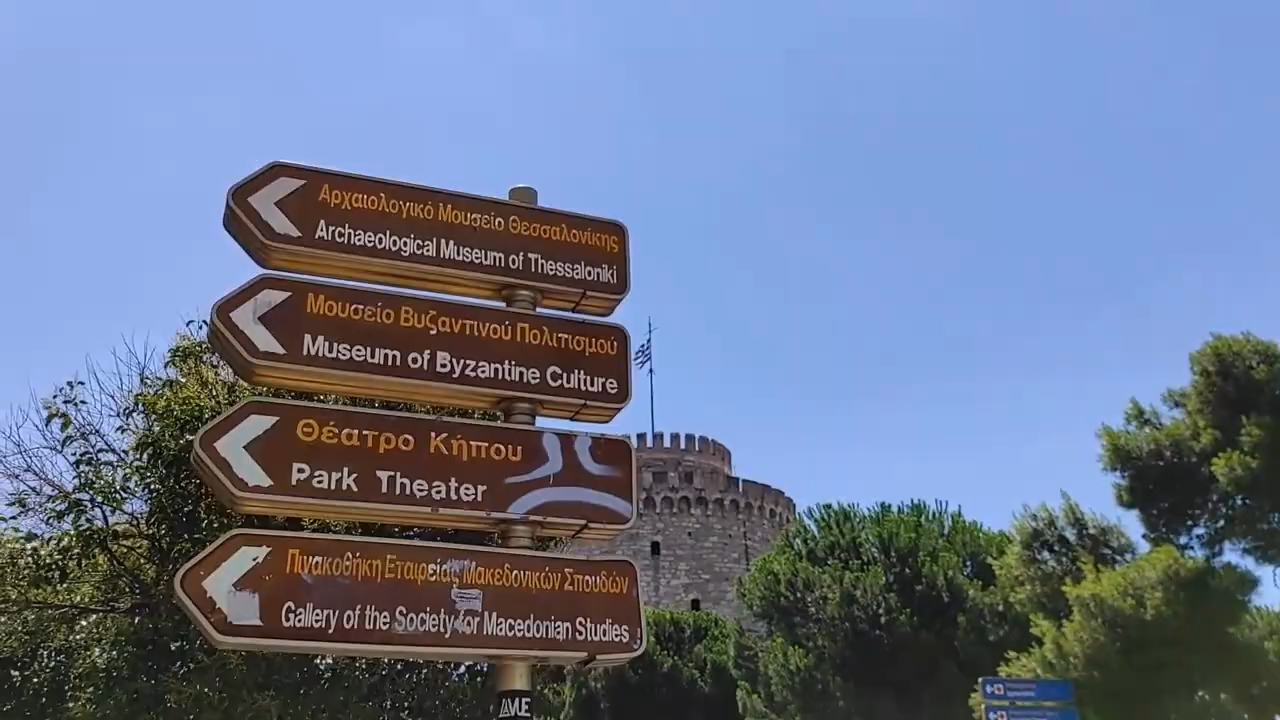 Αρχαιολογικό Μουσείο Θεσσαλονίκης
Archaeological Museum of Thessaloniki
Μουσείο Βυζαντινού Πολιτισμού
Museum of Byzantine Culture
Θέατρο Κήπου
Park Theater
Πινακοθήκη Εταιρείας Μακεδονικών Σπουδών
Gallery of the Society for Macedonian Studies